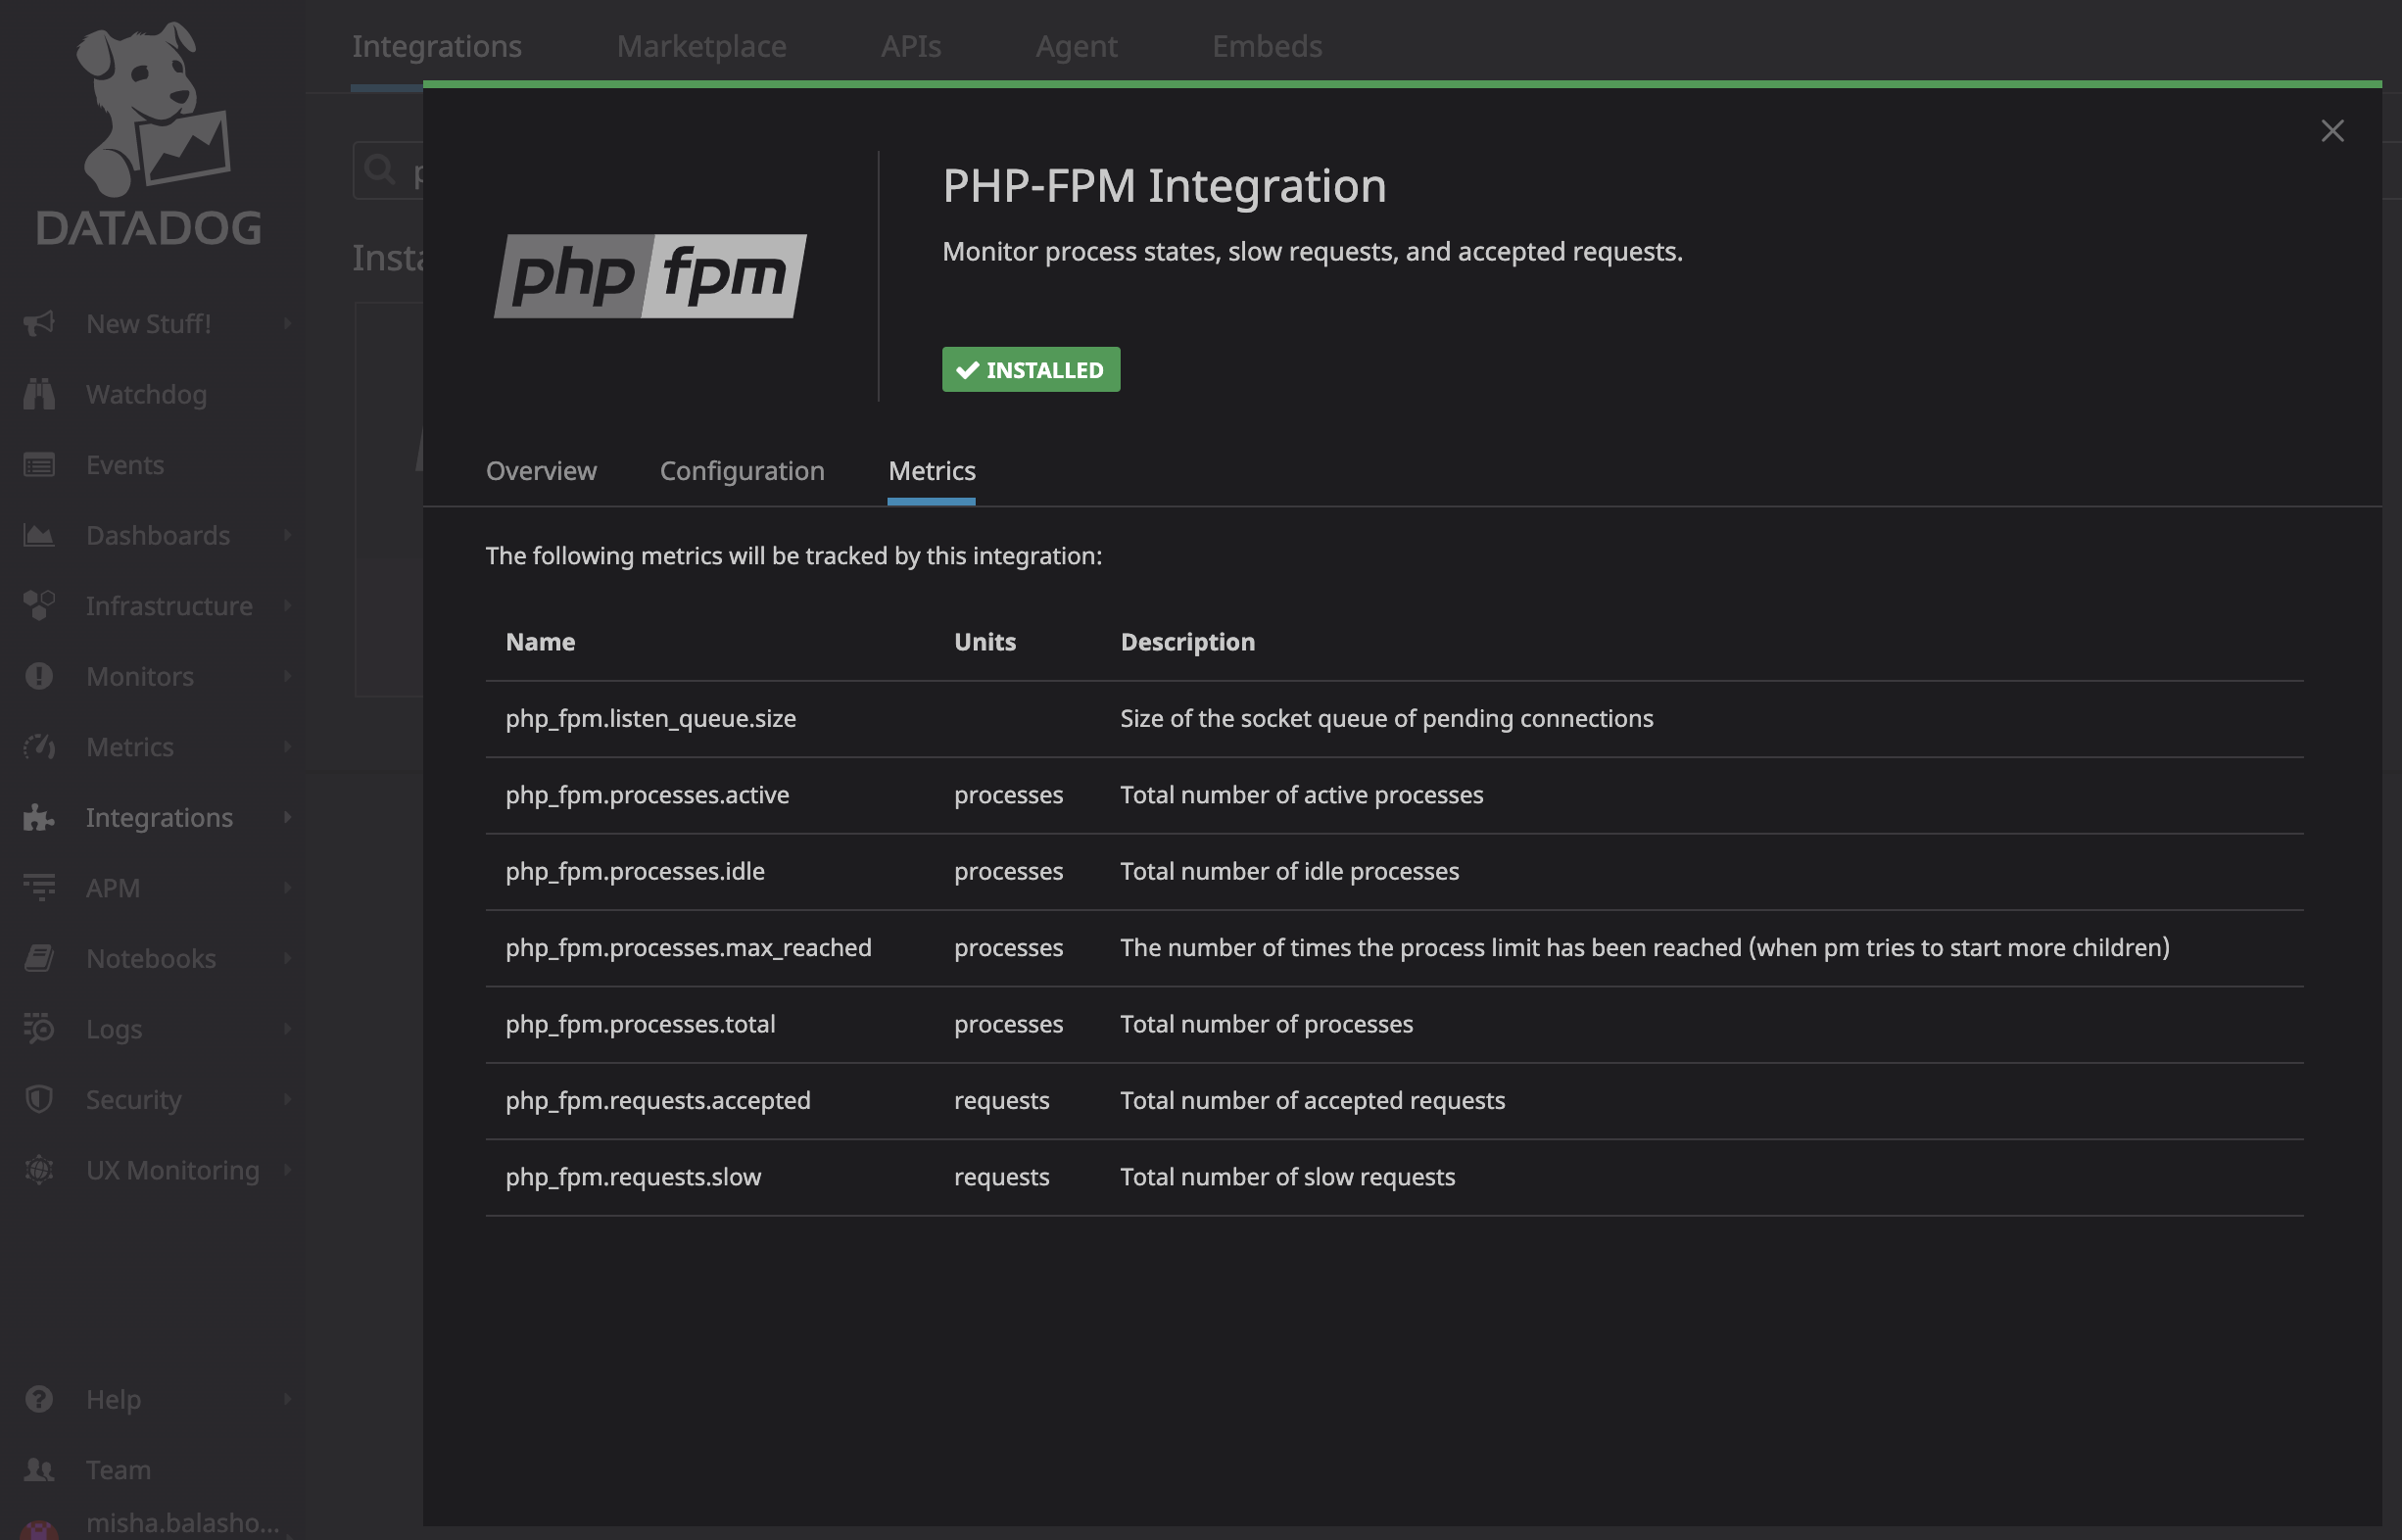 DATADOG
New Stuff!
Watchdog
Events
Dashboards
Infrastructure
Monitors
Metrics
Integrations
APM
Notebooks
Logs
Security
UX Monitoring
Help
Team
misha.balasho...
Integrations Marketplace APIs Agent Embeds
php fpm
PHP-FPM Integration
Monitor process states, slow requests, and accepted requests.
INSTALLED
Overview Configuration Metrics
The following metrics will be tracked by this integration:
Name Units Description
php_fpm.listen_queue.size Size of the socket queue of pending connections
php_fpm.processes.active processes Total number of active processes
php_fpm.processes.idle processes Total number of idle processes
php_fpm.processes.max_reached processes The number of times the process limit has been reached (when pm tries to start more children)
php_fpm.processes.total processes Total number of processes
php_fpm.requests.accepted requests Total number of accepted requests
php_fpm.requests.slow requests Total number of slow requests